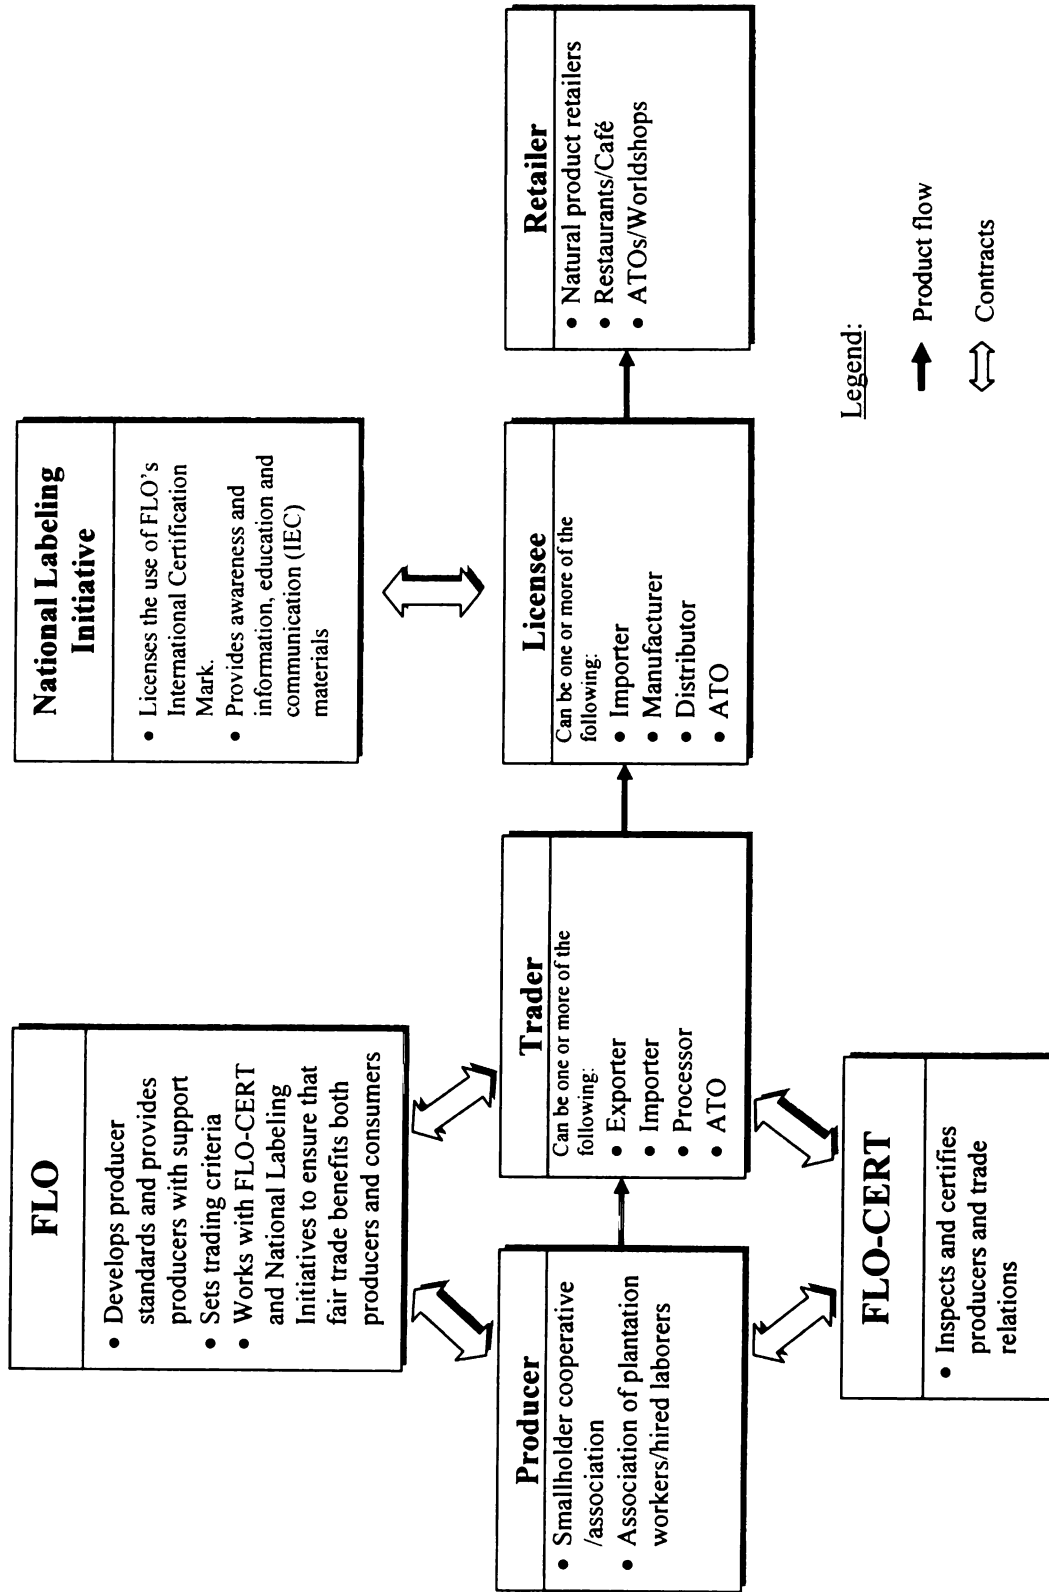 FLO
• Develops producer
standards and provides
producers with support
• Sets trading criteria
• Works with FLO-CERT
and National Labeling
Initiatives to ensure that
fair trade benefits both
producers and consumers
National Labeling
Initiative
• Licenses the use of FLO's
International Certification
Mark.
• Provides awareness and
information, education and
communication (IEC)
materials
Producer
• Smallholder cooperative
/association
• Association of plantation
workers/hired laborers
Trader
Can be one or more of the
following:
• Exporter
• Importer
• Processor
• ATO
Licensee
Can be one or more of the
following:
• Importer
• Manufacturer
• Distributor
• ATO
Retailer
• Natural product retailers
• Restaurants/Café
• ATOs/Worldshops
FLO-CERT
• Inspects and certifies
producers and trade
relations
Legend:
Product flow
Contracts